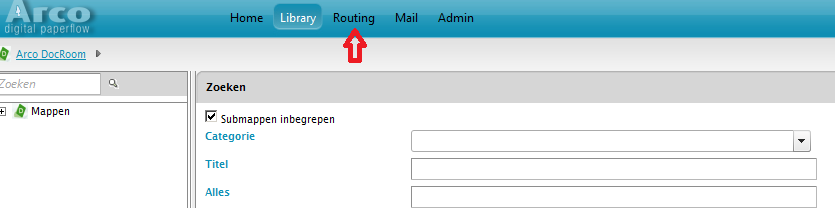 Arco
digital paperflow
Home Library Routing Mail Admin
Arco DocRoom
Zoeken
Mappen
Zoeken
Submappen inbegrepen
Categorie
Titel
Alles